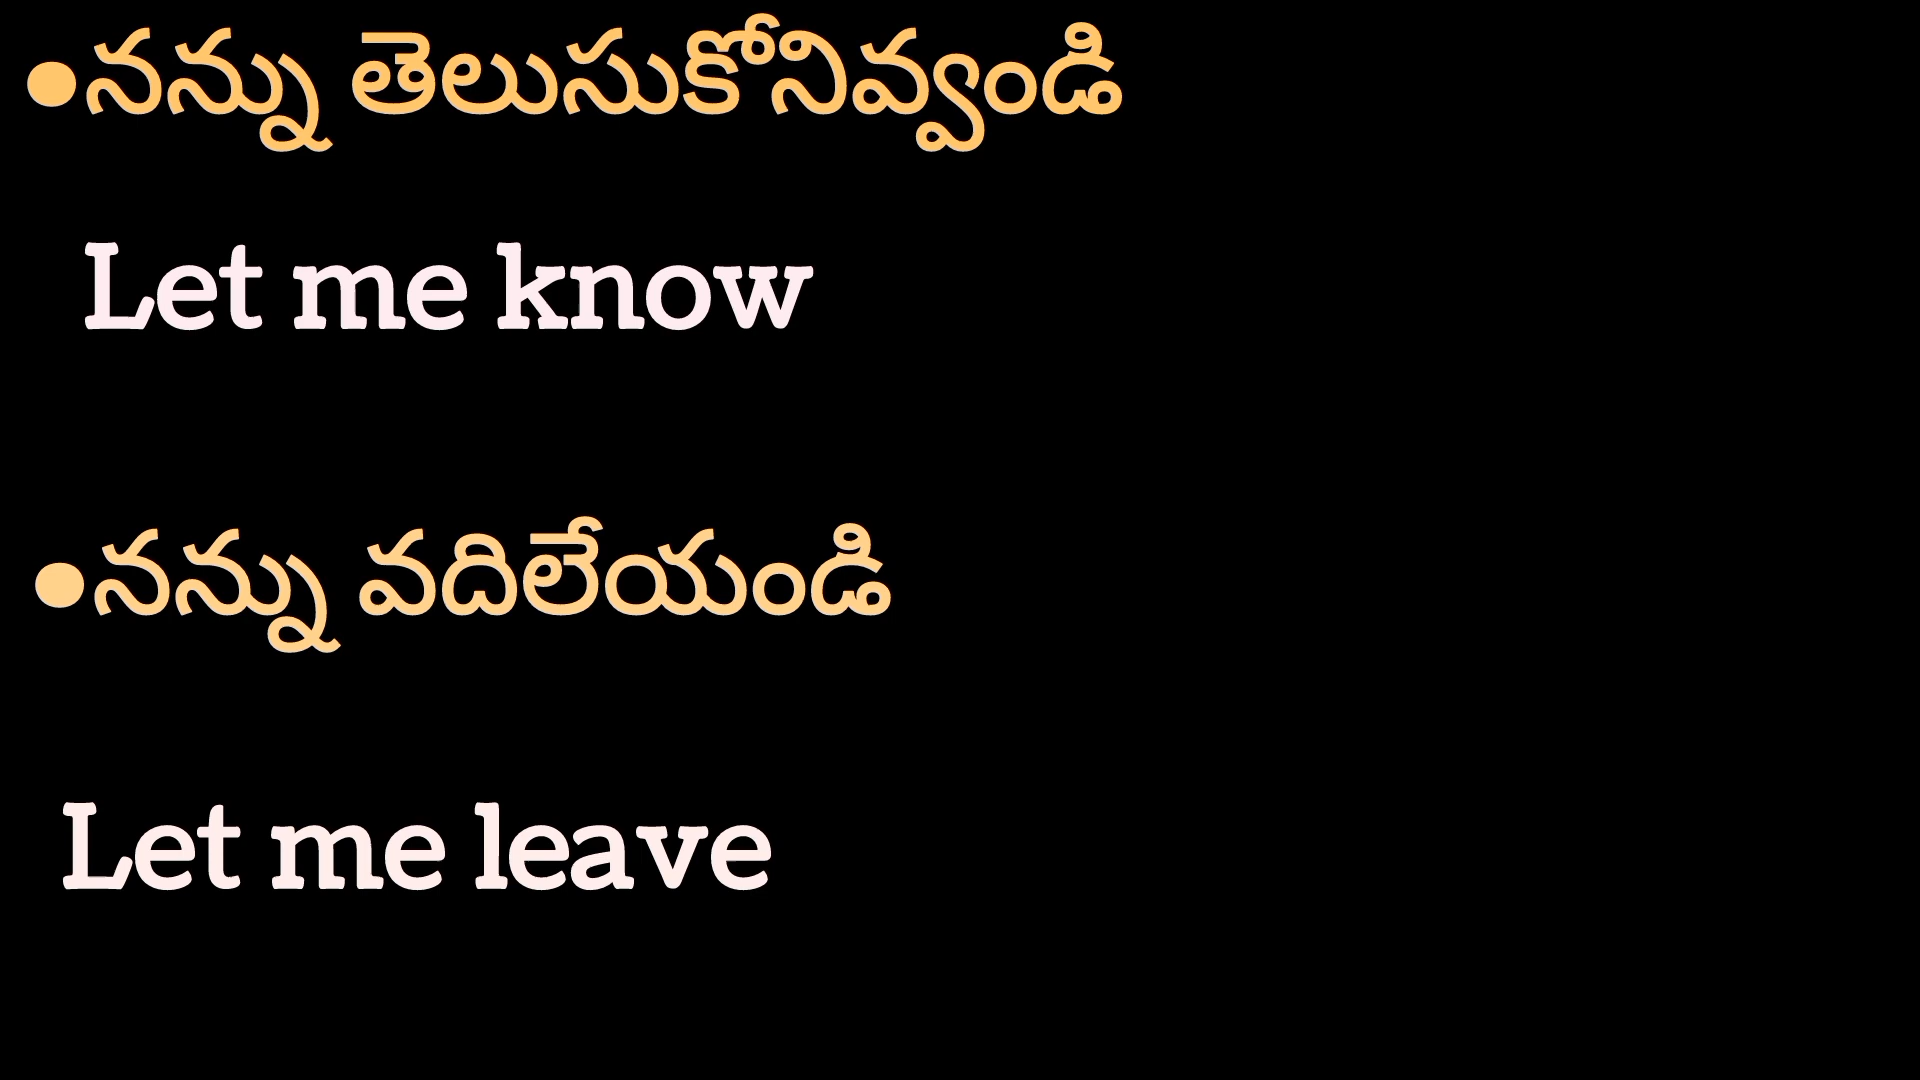 ●నన్ను తెలుసుకోనివ్వండి
Let me know
●నన్ను వదిలేయండి
Let me leave